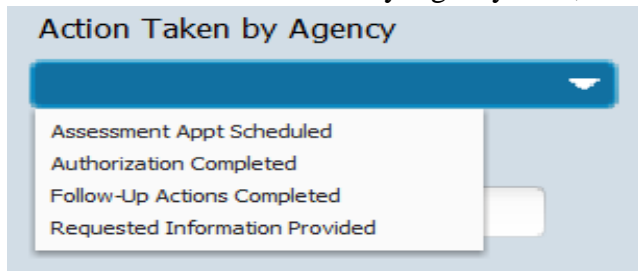 Action Taken by Agency
Assessment Appt Scheduled
Authorization Completed
Follow-Up Actions Completed
Requested Information Provided